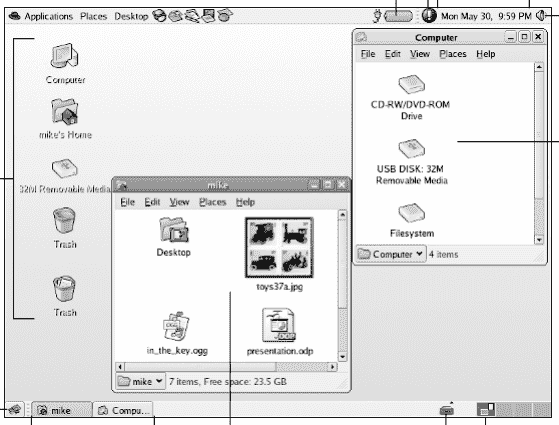 Applications Places Desktop Mon May 30, 9:59 PM
Computer
mike's Home
32M Removable Media
Trash
Trash
Computer
File Edit View Places Help
CD-RW/DVD-ROM
Drive
USB DISK: 32M
Removable Media
Filesystem
Computer 4 items
mike
File Edit View Places Help
Desktop
toys37a.jpg
in_the_key.ogg
presentation.odp
mike 7 items, Free space: 23.5 GB
mike Compu...